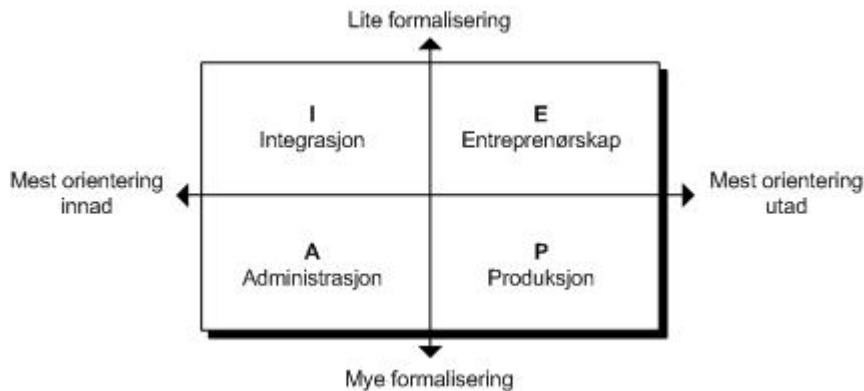 Lite formalisering
I
Integrasjon
E
Entreprenørskap
Mest orientering
innad
Mest orientering
utad
A
Administrasjon
P
Produksjon
Mye formalisering